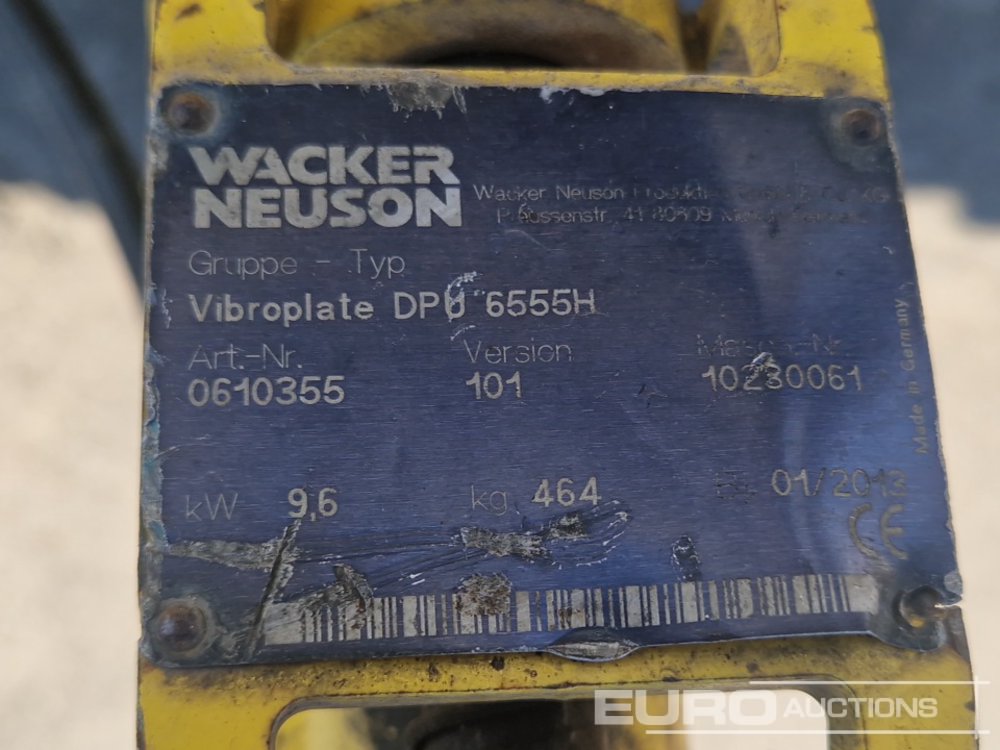 WACKER
NEUSON
Wacker Neuson
Preussenstr. 41 80809
Gruppe - Typ
Vibroplate DPU 6555H
Art.-Nr. Version
0610355 101 10230061
Made in Germany
kW 9,6 kg 464 01/2013
CE
EURO AUCTIONS